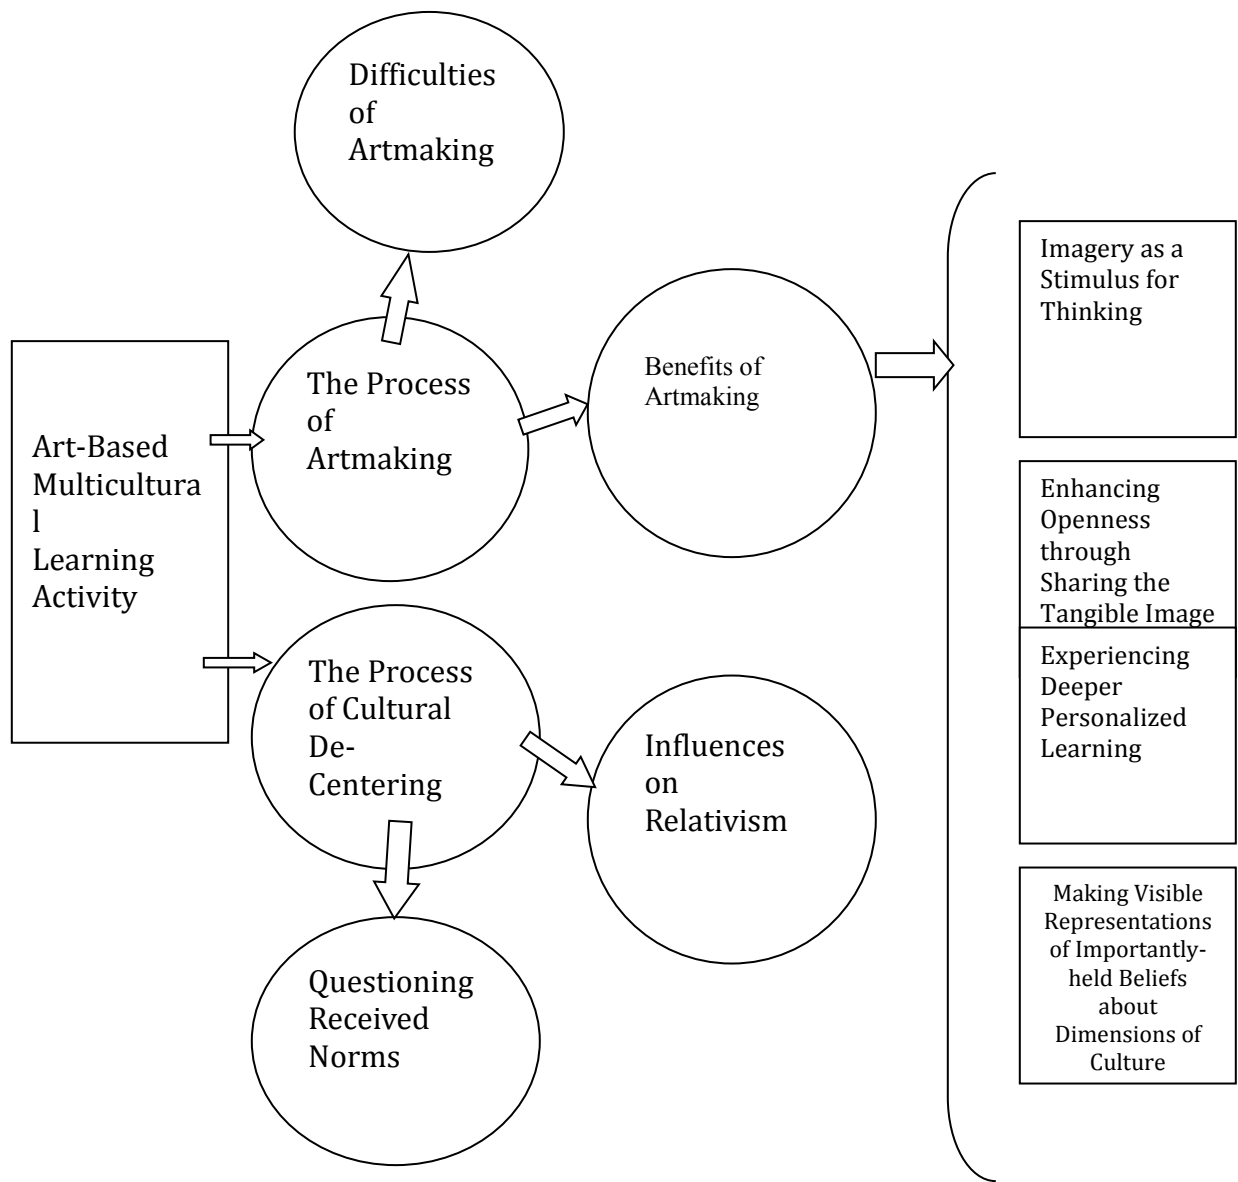 Difficulties
of
Artmaking
The Process
of
Artmaking
Benefits of
Artmaking
Art-Based
Multicultura
l
Learning
Activity
The Process
of Cultural
De-
Centering
Influences
on
Relativism
Questioning
Received
Norms
Imagery as a
Stimulus for
Thinking
Enhancing
Openness
through
Sharing the
Tangible Image
Experiencing
Deeper
Personalized
Learning
Making Visible
Representations
of Importantly-
held Beliefs
about
Dimensions of
Culture